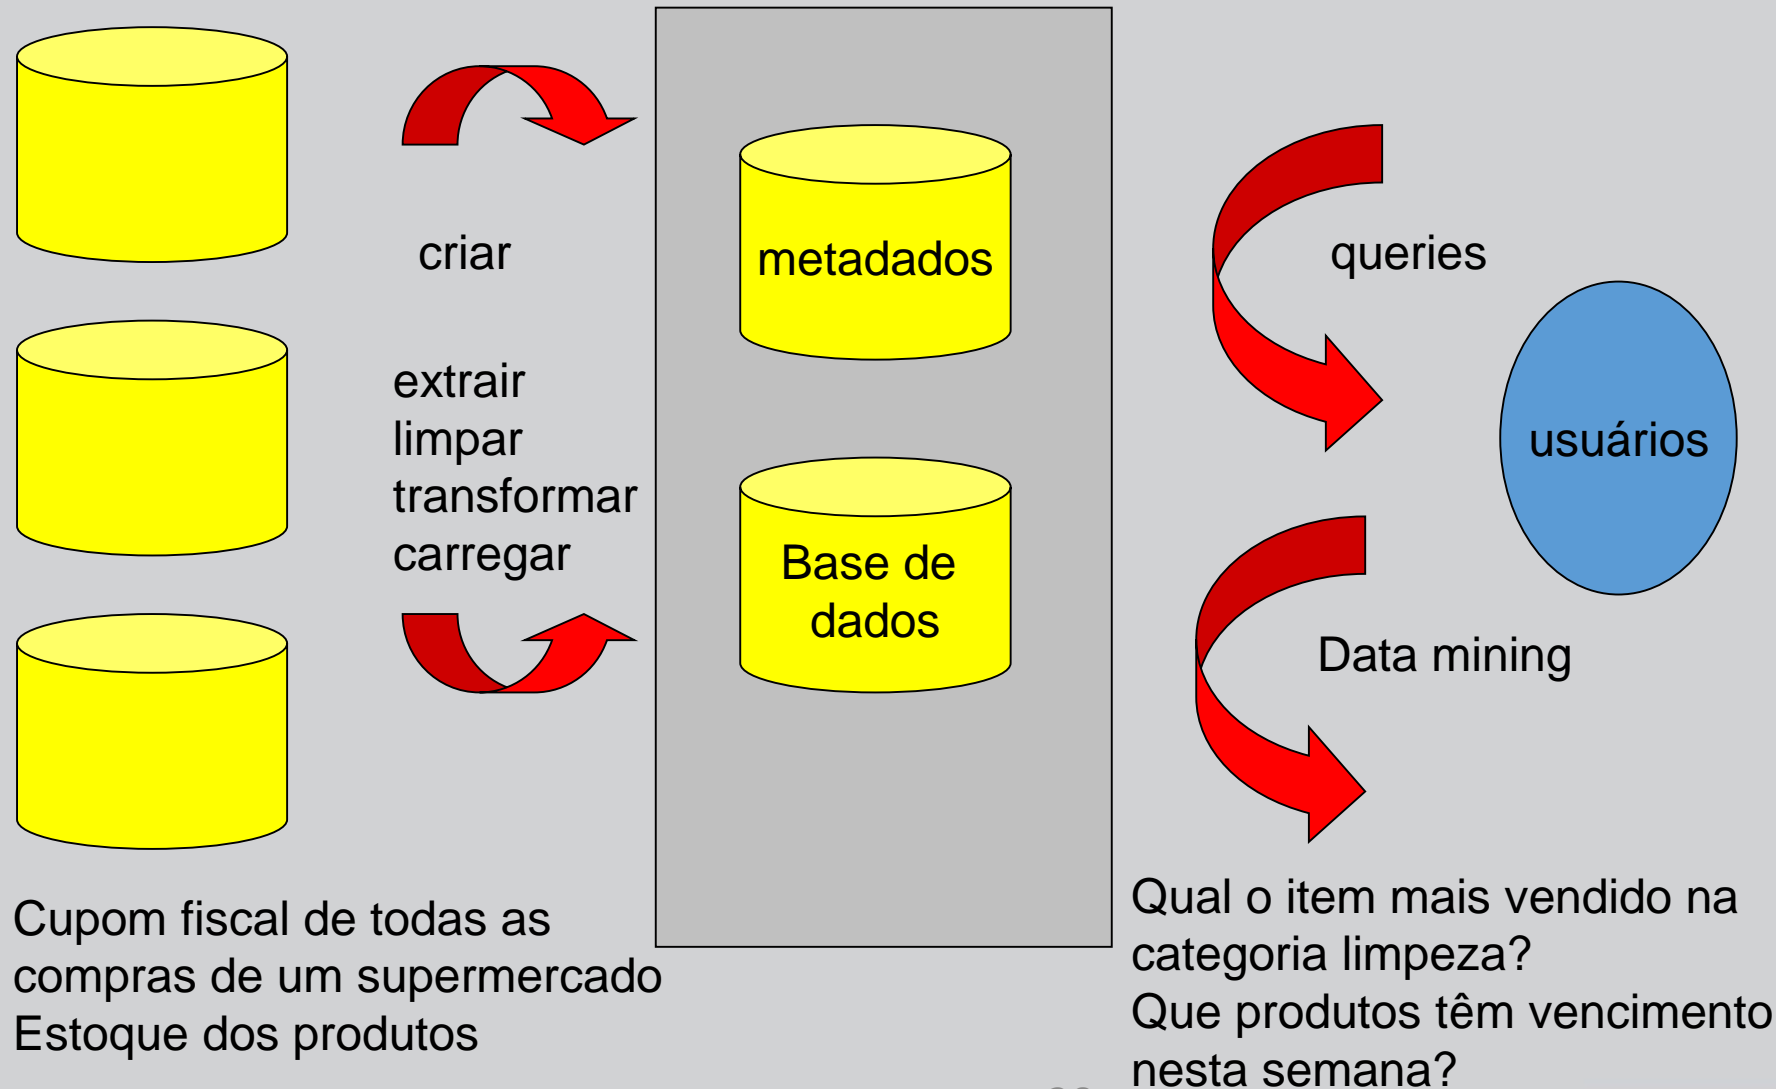 criar
extrair
limpar
transformar
carregar
metadados
Base de
dados
queries
usuários
Data mining
Cupom fiscal de todas as
compras de um supermercado
Estoque dos produtos
Qual o item mais vendido na
categoria limpeza?
Que produtos têm vencimento
nesta semana?